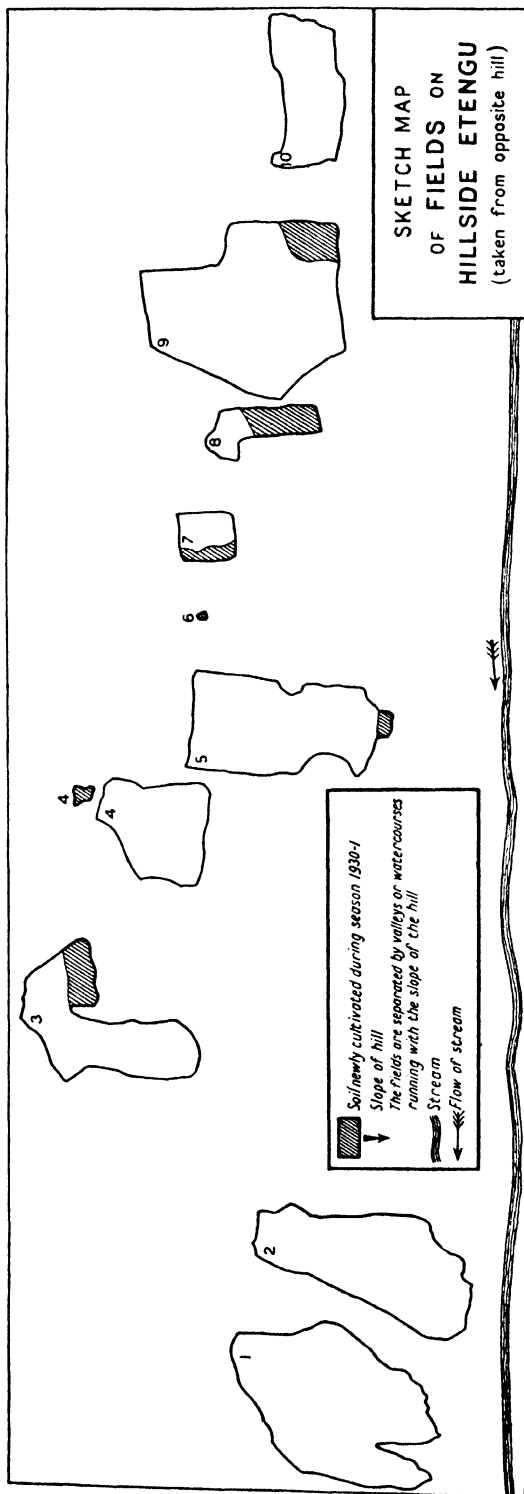 SKETCH MAP
OF FIELDS ON
HILLSIDE ETENGU
(taken from opposite hill)
1
2
3
4
4
5
6
7
8
9
10
Soil newly cultivated during season 1930-1
Slope of hill
The fields are separated by valleys or watercourses
running with the slope of the hill
Stream
Flow of stream